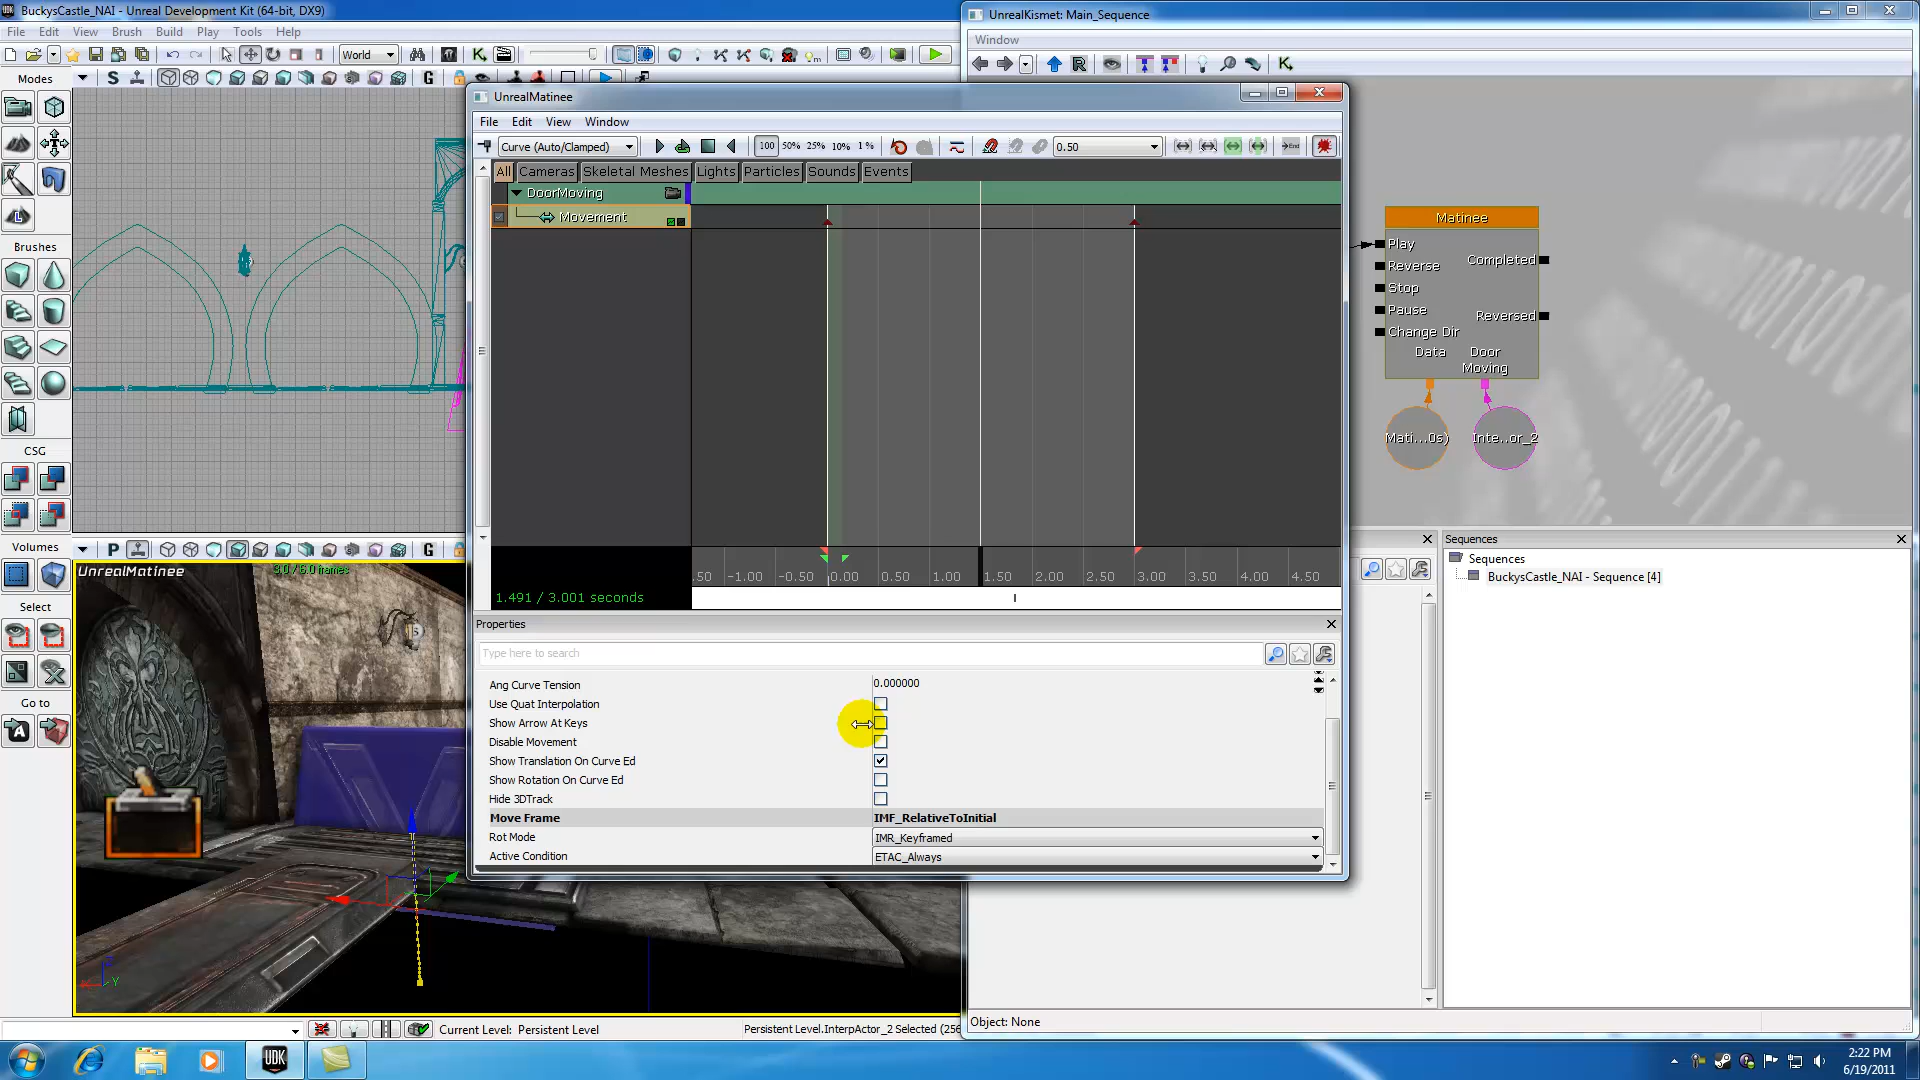 BuckysCastle_NAI - Unreal Development Kit (64-bit, DX9)
File Edit View Brush Build Play Tools Help
World
Modes
Brushes
CSG
Volumes
Select
Go to
UnrealMatinee
Current Level: Persistent Level
Persistent Level.InterpActor_2 Selected (256
UnrealMatinee
File Edit View Window
Curve (Auto/Clamped)
100 50% 25% 10% 1 %
0.50
All Cameras Skeletal Meshes Lights Particles Sounds Events
DoorMoving
Movement
.50 -1.00 -0.50 0.00 0.50 1.00 1.50 2.00 2.50 3.00 3.50 4.00 4.50
1.491 / 3.001 seconds
Properties
Type here to search
Ang Curve Tension 0.000000
Use Quat Interpolation
Show Arrow At Keys
Disable Movement
Show Translation On Curve Ed
Show Rotation On Curve Ed
Hide 3DTrack
Move Frame IMF_RelativeToInitial
Rot Mode IMR_Keyframed
Active Condition ETAC_Always
UnrealKismet: Main_Sequence
Window
Matinee
Play
Reverse
Stop
Pause
Change Dir
Completed
Reversed
Data
Door Moving
Mati...0s)
Inte...or_2
Sequences
Sequences
BuckysCastle_NAI - Sequence [4]
Object: None
UDK
2:22 PM
6/19/2011